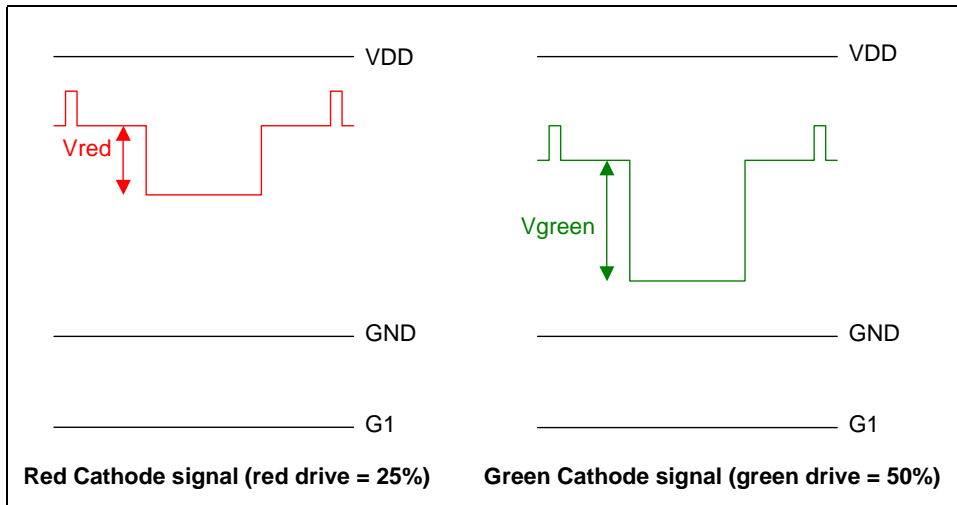 VDD
Vred
GND
G1
Red Cathode signal (red drive = 25%)
VDD
Vgreen
GND
G1
Green Cathode signal (green drive = 50%)